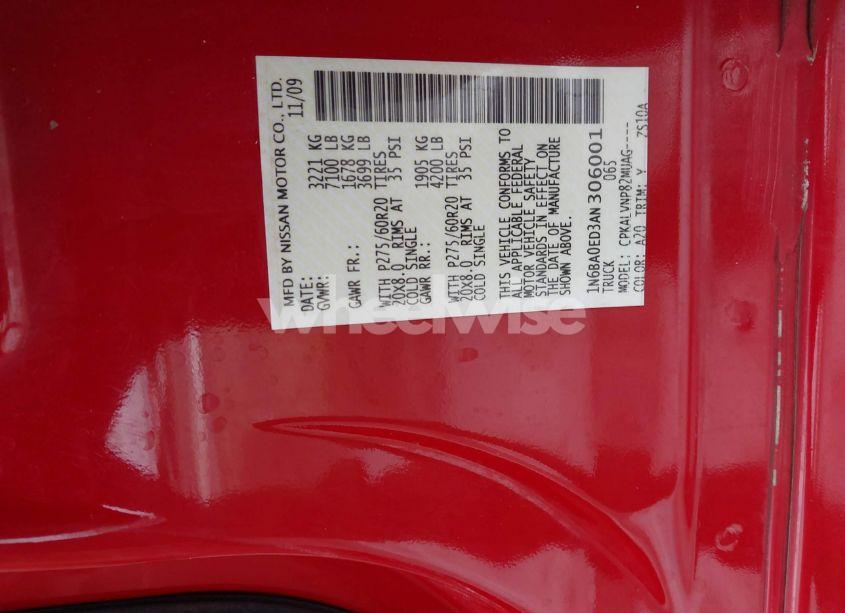 MFD BY NISSAN MOTOR CO., LTD.
DATE: 11/09
GVWR: 3221 KG
7100 LB
GAWR FR.: 1678 KG
3699 LB
WITH P275/60R20 TIRES
20X8.0 RIMS AT 35 PSI
COLD SINGLE
GAWR RR.: 1905 KG
4200 LB
WITH P275/60R20 TIRES
20X8.0 RIMS AT 35 PSI
COLD SINGLE
THIS VEHICLE CONFORMS TO
ALL APPLICABLE FEDERAL
MOTOR VEHICLE SAFETY
STANDARDS IN EFFECT ON
THE DATE OF MANUFACTURE
SHOWN ABOVE.
1N6BA0ED3AN306001
TRUCK 065
MODEL: CPKALVNP82MUAG----
COLOR: A20 TRIM: Y ZS10A
wheelwise